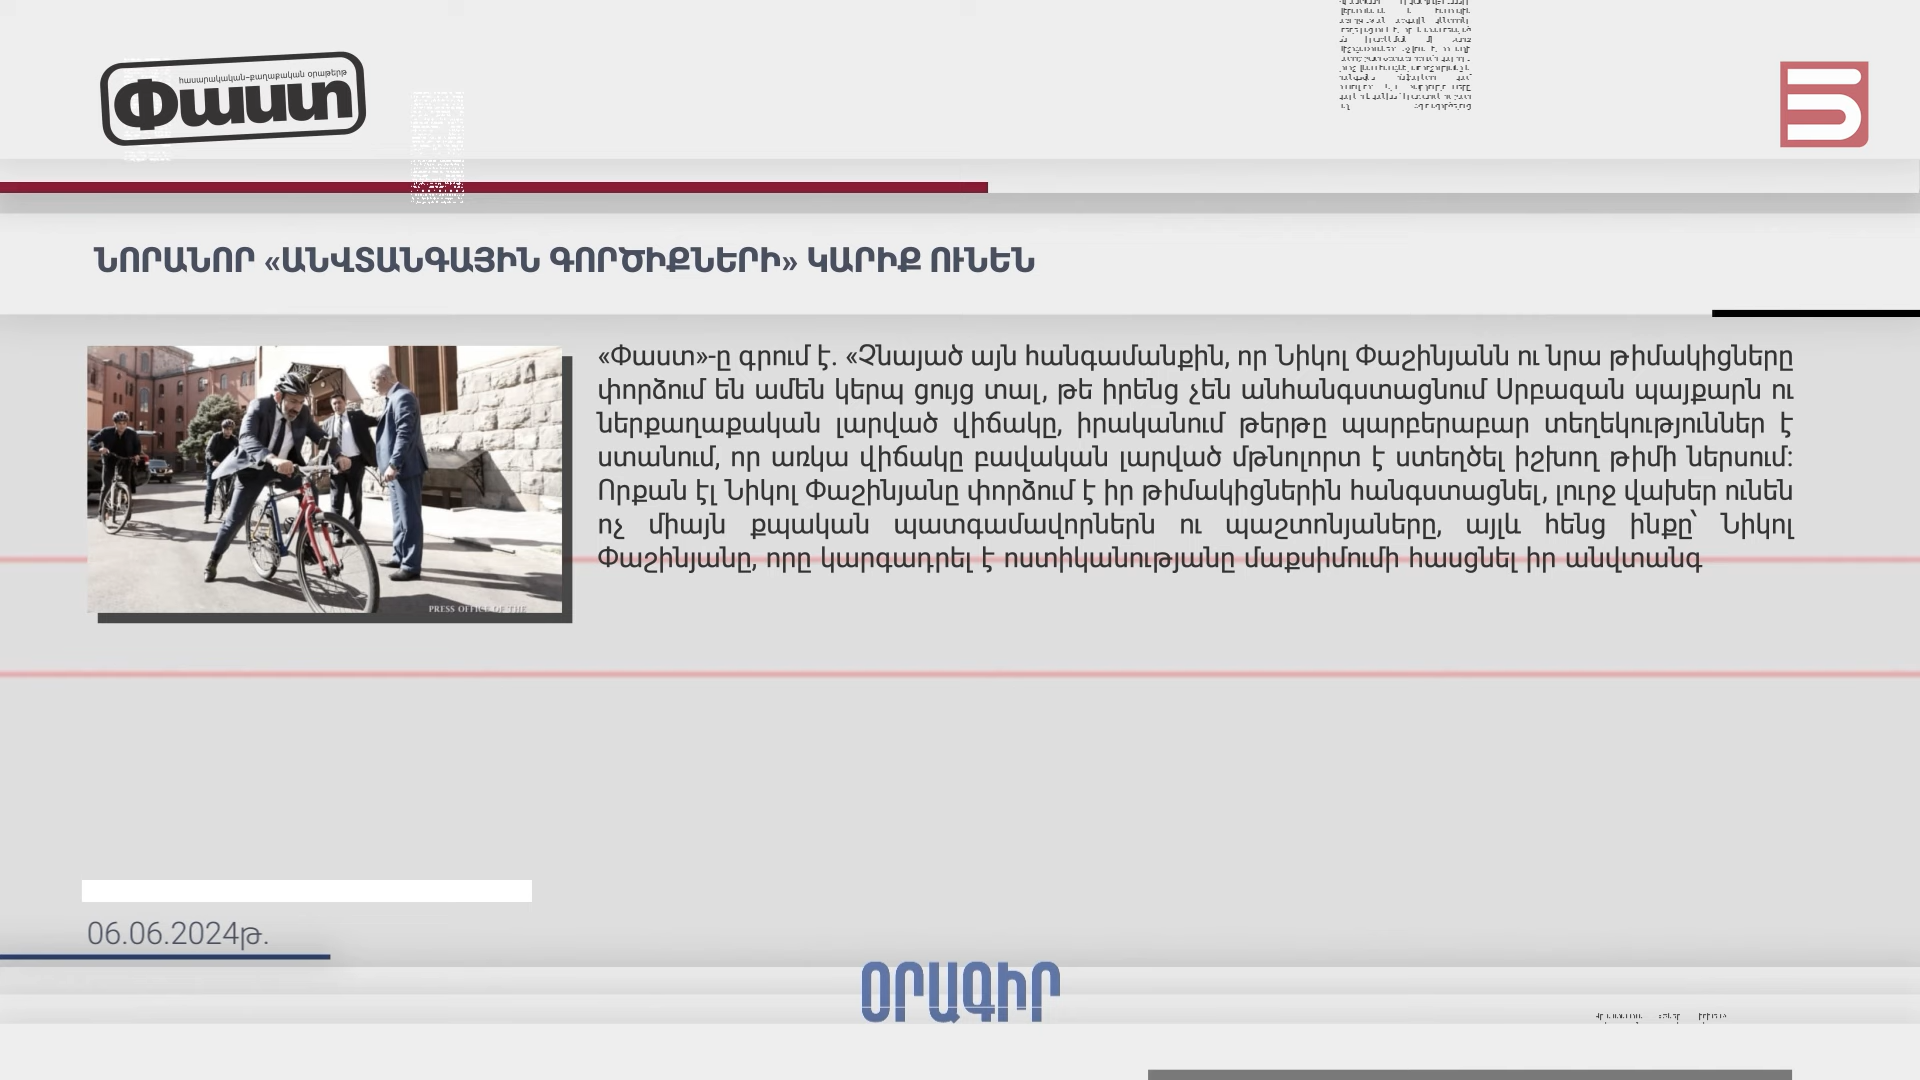 հասարակական-քաղաքական օրաթերթ
Փաստ
ՆՈՐԱՆՈՐ «ԱՆՎՏԱՆԳԱՅԻՆ ԳՈՐԾԻՔՆԵՐԻ» ԿԱՐԻՔ ՈՒՆԵՆ
«Փաստ»-ը գրում է. «Չնայած այն հանգամանքին, որ Նիկոլ Փաշինյանն ու նրա թիմակիցները
փորձում են ամեն կերպ ցույց տալ, թե իրենց չեն անհանգստացնում Սրբազան պայքարն ու
ներքաղաքական լարված վիճակը, իրականում թերթը պարբերաբար տեղեկություններ է
ստանում, որ առկա վիճակը բավական լարված մթնոլորտ է ստեղծել իշխող թիմի ներսում:
Որքան էլ Նիկոլ Փաշինյանը փորձում է իր թիմակիցներին հանգստացնել, լուրջ վախեր ունեն
ոչ միայն քպական պատգամավորներն ու պաշտոնյաները, այլև հենց ինքը՝ Նիկոլ
Փաշինյանը, որը կարգադրել է ոստիկանությանը մաքսիմումի հասցնել իր անվտանգ
PRESS OFFICE OF THE
06.06.2024թ.
ՕՐԱԳԻՐ